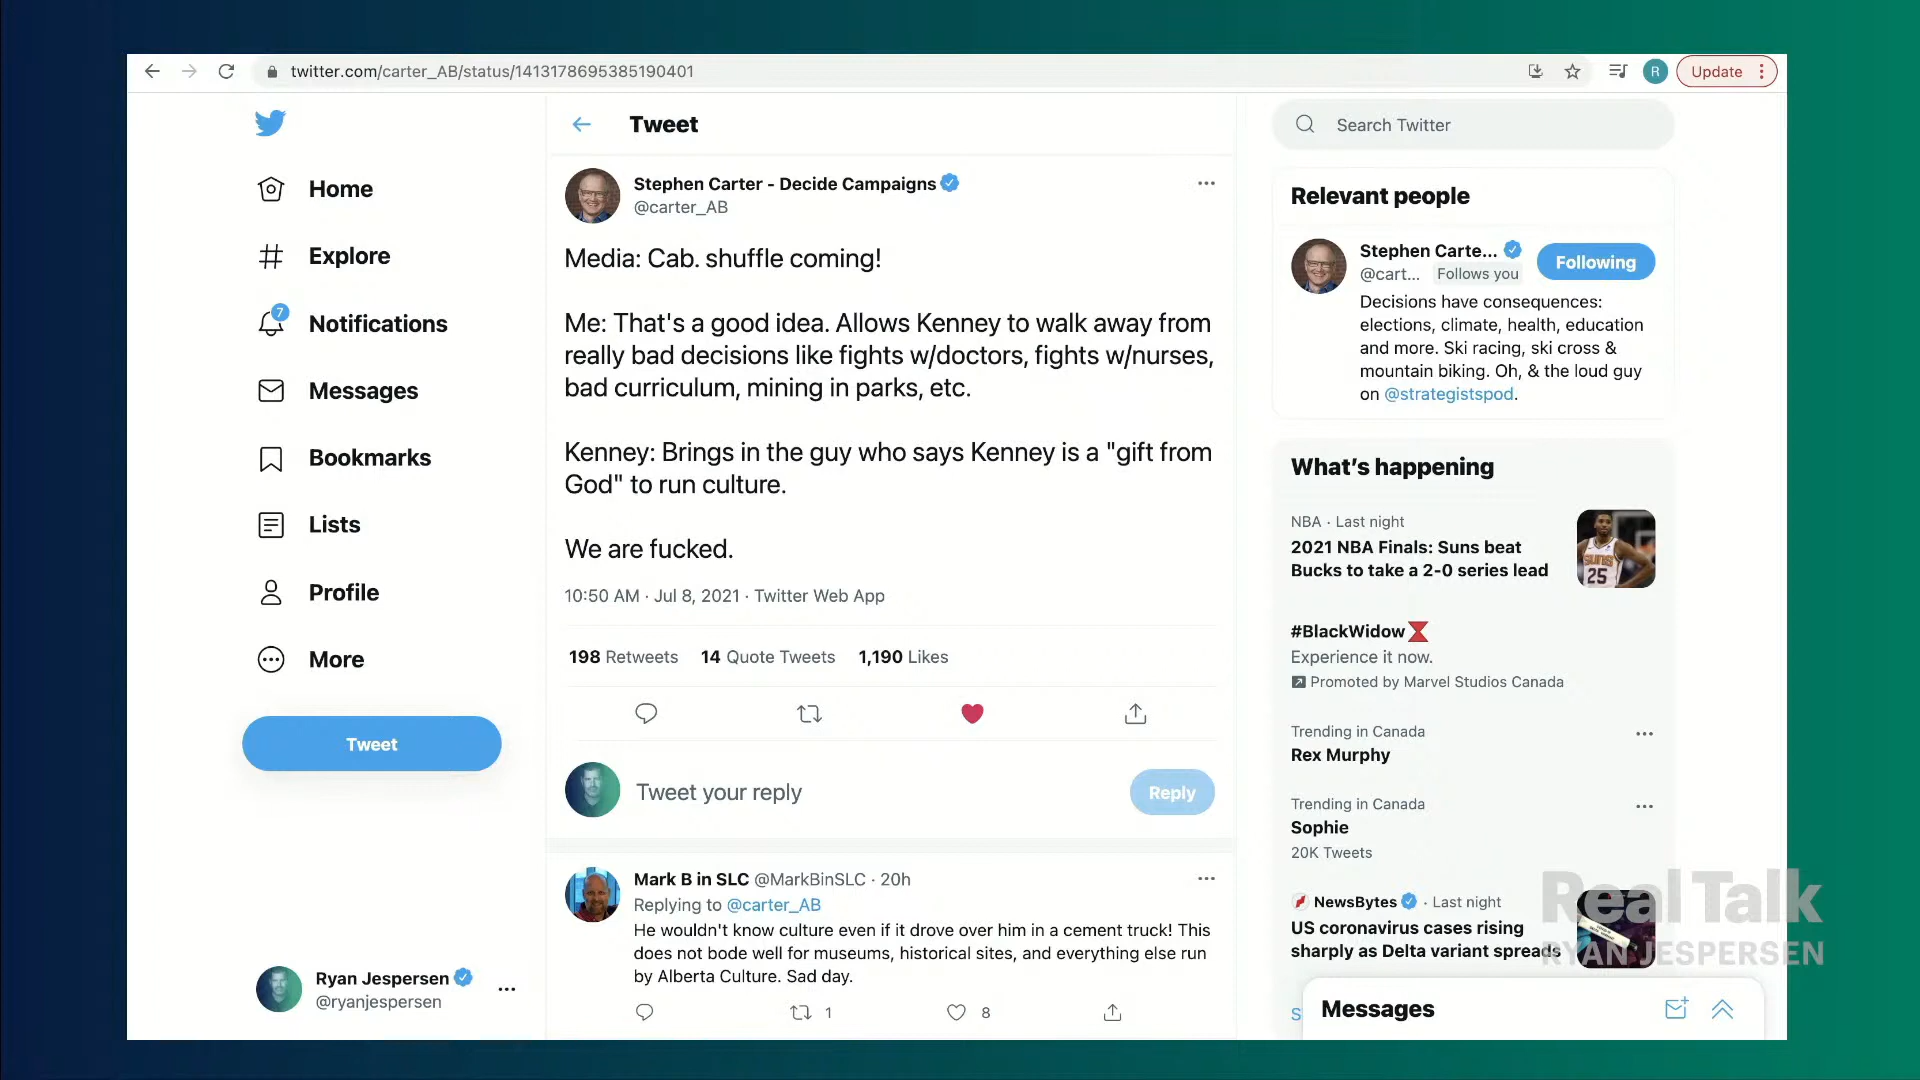 twitter.com/carter_AB/status/1413178695385190401
R
Update
Home
Explore
7
Notifications
Messages
Bookmarks
Lists
Profile
More
Tweet
Ryan Jespersen
@ryanjespersen
Tweet
Stephen Carter - Decide Campaigns
@carter_AB
Media: Cab. shuffle coming!
Me: That's a good idea. Allows Kenney to walk away from
really bad decisions like fights w/doctors, fights w/nurses,
bad curriculum, mining in parks, etc.
Kenney: Brings in the guy who says Kenney is a "gift from
God" to run culture.
We are fucked.
10:50 AM · Jul 8, 2021 · Twitter Web App
198 Retweets 14 Quote Tweets 1,190 Likes
Tweet your reply
Reply
Mark B in SLC @MarkBinSLC · 20h
Replying to @carter_AB
He wouldn't know culture even if it drove over him in a cement truck! This
does not bode well for museums, historical sites, and everything else run
by Alberta Culture. Sad day.
1 8
Search Twitter
Relevant people
Stephen Carte...
@cart... Follows you
Following
Decisions have consequences:
elections, climate, health, education
and more. Ski racing, ski cross &
mountain biking. Oh, & the loud guy
on @strategistspod.
What's happening
NBA · Last night
2021 NBA Finals: Suns beat
Bucks to take a 2-0 series lead
SUNS
25
#BlackWidow
Experience it now.
Promoted by Marvel Studios Canada
Trending in Canada
Rex Murphy
Trending in Canada
Sophie
20K Tweets
NewsBytes · Last night
US coronavirus cases rising
sharply as Delta variant spreads
S
Messages
Real Talk
RYAN JESPERSEN